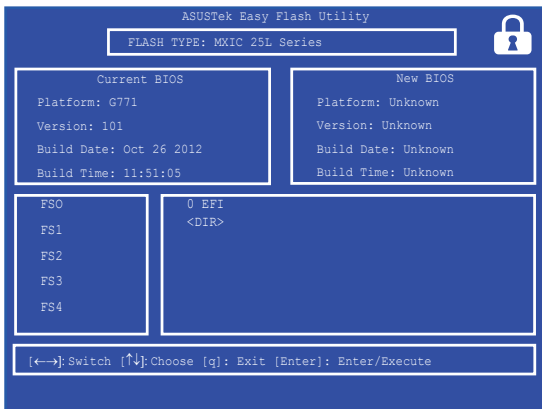 ASUSTek Easy Flash Utility
FLASH TYPE: MXIC 25L Series
Current BIOS
Platform: G771
Version: 101
Build Date: Oct 26 2012
Build Time: 11:51:05
New BIOS
Platform: Unknown
Version: Unknown
Build Date: Unknown
Build Time: Unknown
FSO
FS1
FS2
FS3
FS4
0 EFI
<DIR>
[←→]: Switch [↑↓]: Choose [q]: Exit [Enter]: Enter/Execute